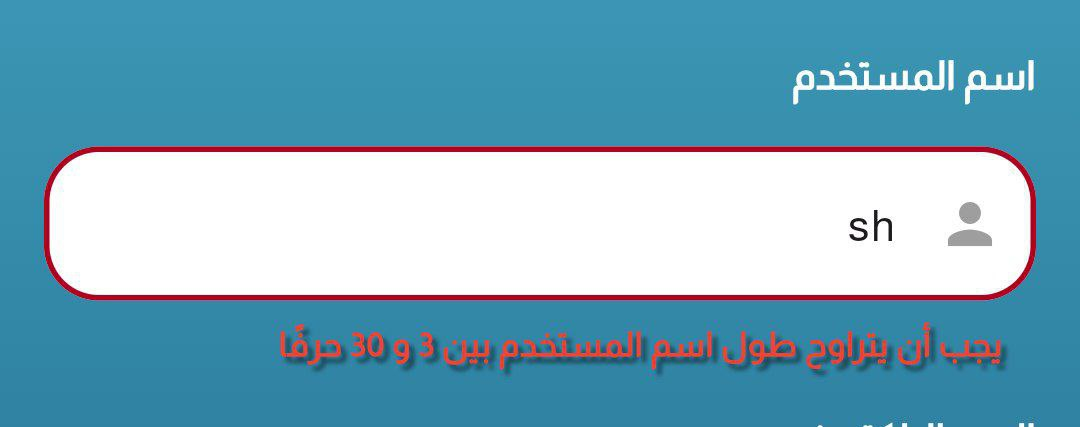 اسم المستخدم
sh
يجب أن يتراوح طول اسم المستخدم بين 3 و 30 حرفًا